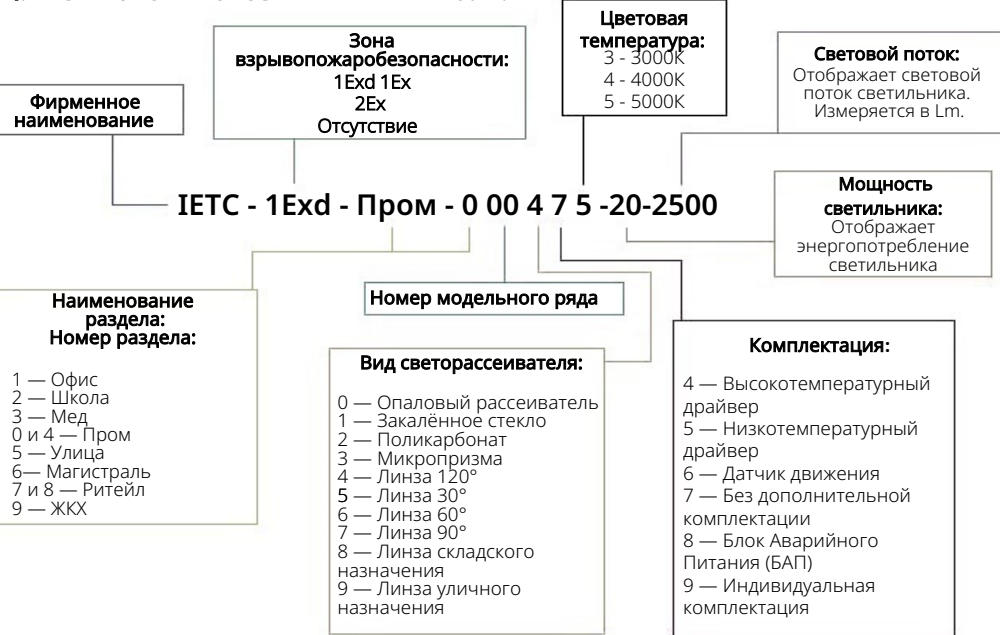 Цветовая
температура:
3 - 3000К
4 - 4000К
5 - 5000К
Зона
взрывопожаробезопасности:
1Exd 1Ex
2Ex
Отсутствие
Световой поток:
Отображает световой
поток светильника.
Измеряется в Lm.
Фирменное
наименование
IETC - 1Exd - Пром - 0 00 4 7 5 -20-2500
Мощность
светильника:
Отображает
энергопотребление
светильника
Наименование
раздела:
Номер раздела:
1 — Офис
2 — Школа
3 — Мед
0 и 4 — Пром
5 — Улица
6— Магистраль
7 и 8 — Ритейл
9 — ЖКХ
Номер модельного ряда
Вид светорассеивателя:
0 — Опаловый рассеиватель
1 — Закалённое стекло
2 — Поликарбонат
3 — Микропризма
4 — Линза 120°
5 — Линза 30°
6 — Линза 60°
7 — Линза 90°
8 — Линза складского
назначения
9 — Линза уличного
назначения
Комплектация:
4 — Высокотемпературный
драйвер
5 — Низкотемпературный
драйвер
6 — Датчик движения
7 — Без дополнительной
комплектации
8 — Блок Аварийного
Питания (БАП)
9 — Индивидуальная
комплектация